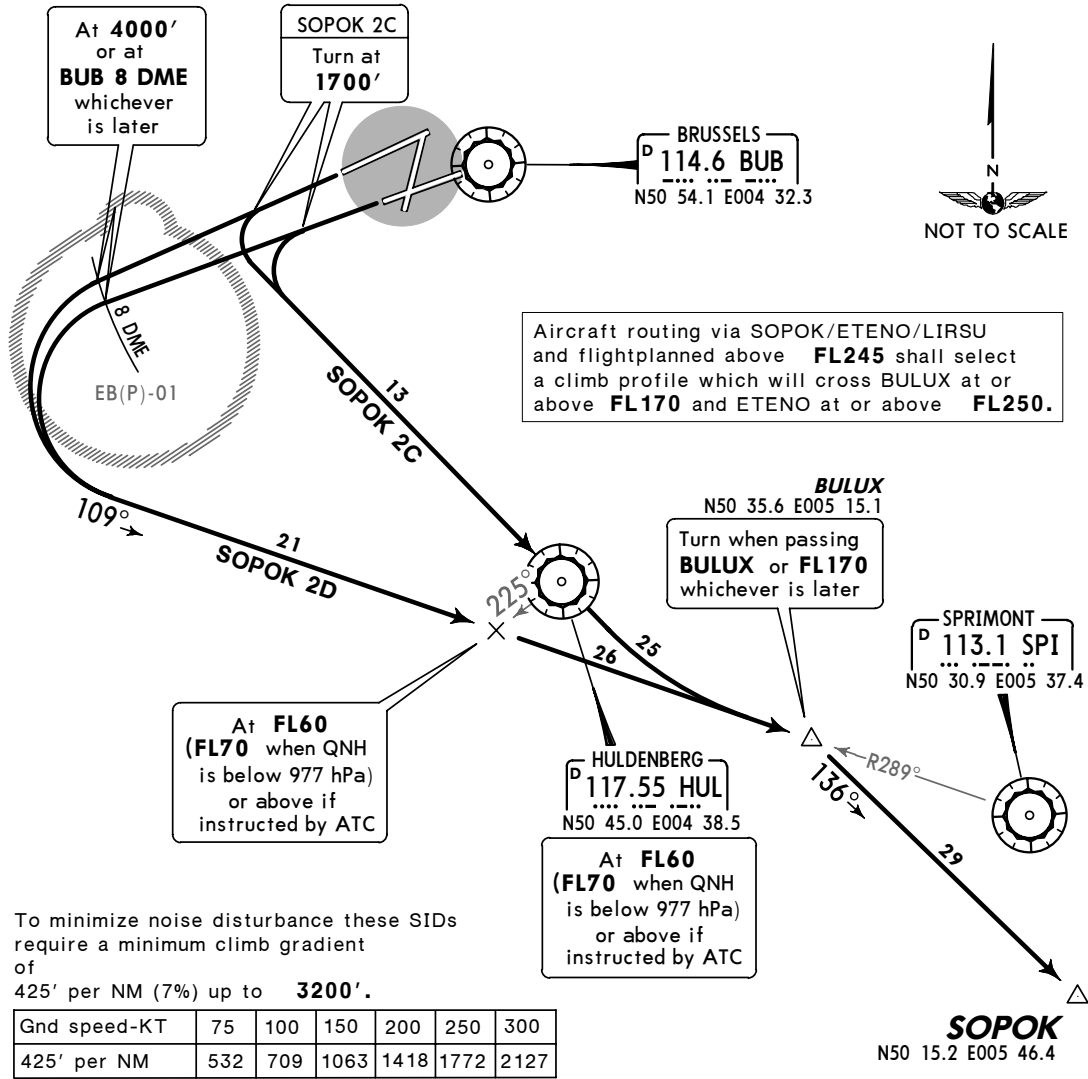 At 4000'
or at
BUB 8 DME
whichever
is later
SOPOK 2C
Turn at
1700'
BRUSSELS
D 114.6 BUB
N50 54.1 E004 32.3
N
NOT TO SCALE
8 DME
EB(P)-01
13
SOPOK 2C
Aircraft routing via SOPOK/ETENO/LIRSU
and flightplanned above FL245 shall select
a climb profile which will cross BULUX at or
above FL170 and ETENO at or above FL250.
109°
21
SOPOK 2D
225°
26
25
BULUX
N50 35.6 E005 15.1
Turn when passing
BULUX or FL170
whichever is later
SPRIMONT
D 113.1 SPI
N50 30.9 E005 37.4
R289°
136°
29
At FL60
(FL70 when QNH
is below 977 hPa)
or above if
instructed by ATC
HULDENBERG
D 117.55 HUL
N50 45.0 E004 38.5
At FL60
(FL70 when QNH
is below 977 hPa)
or above if
instructed by ATC
To minimize noise disturbance these SIDs
require a minimum climb gradient
of
425' per NM (7%) up to 3200'.
Gnd speed-KT 75 100 150 200 250 300
425' per NM 532 709 1063 1418 1772 2127
SOPOK
N50 15.2 E005 46.4